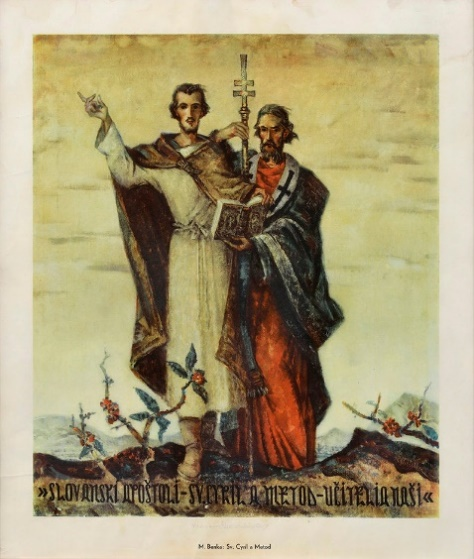 »SLOVANSKÍ APOŠTOLI-SV. CYRIL A METOD-UČITELIA NAŠI«
M. Benka: Sv. Cyril a Metod